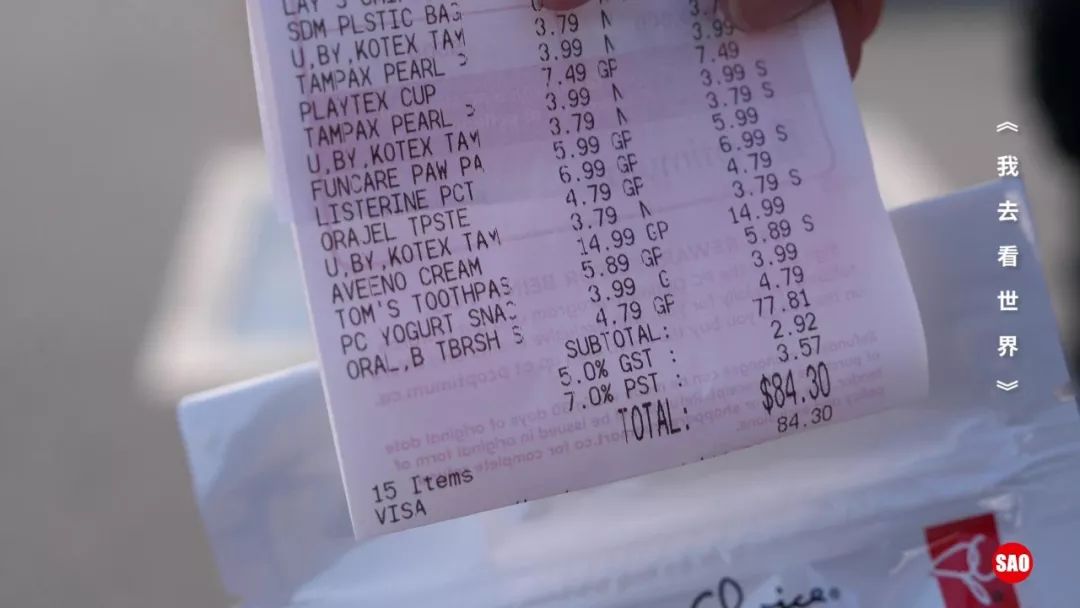 SDM PLSTIC BAG
U,BY,KOTEX TAM 3.79 N
TAMPAX PEARL S 3.99 N 3.99
PLAYTEX CUP 7.49 GP 7.49
TAMPAX PEARL S 3.99 N 3.99 S
U,BY,KOTEX TAM 3.79 N 3.79 S
FUNCARE PAW PA 5.99 GP 5.99
LISTERINE PCT 6.99 GP 6.99 S
ORAJEL TPSTE 4.79 GP 4.79
U,BY,KOTEX TAM 3.79 N 3.79 S
AVEENO CREAM 14.99 GP 14.99
TOM'S TOOTHPAS 5.89 GP 5.89 S
PC YOGURT SNAC 3.99 G 3.99
ORAL,B TBRSH S 4.79 GP 4.79
SUBTOTAL: 77.81
5.0% GST : 2.92
7.0% PST : 3.57
TOTAL: $84.30
84.30
15 Items
VISA
《我去看世界》
SAO